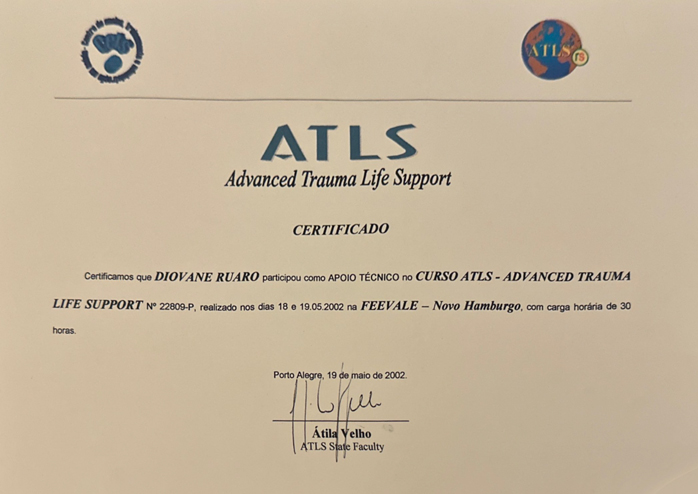 ATLS
rs
ATLS
Advanced Trauma Life Support
CERTIFICADO
Certificamos que DIOVANE RUARO participou como APOIO TÉCNICO no CURSO ATLS - ADVANCED TRAUMA
LIFE SUPPORT Nº 22809-P, realizado nos dias 18 e 19.05.2002 na FEEVALE – Novo Hamburgo, com carga horária de 30
horas.
Porto Alegre, 19 de maio de 2002.
Átila Velho
ATLS State Faculty